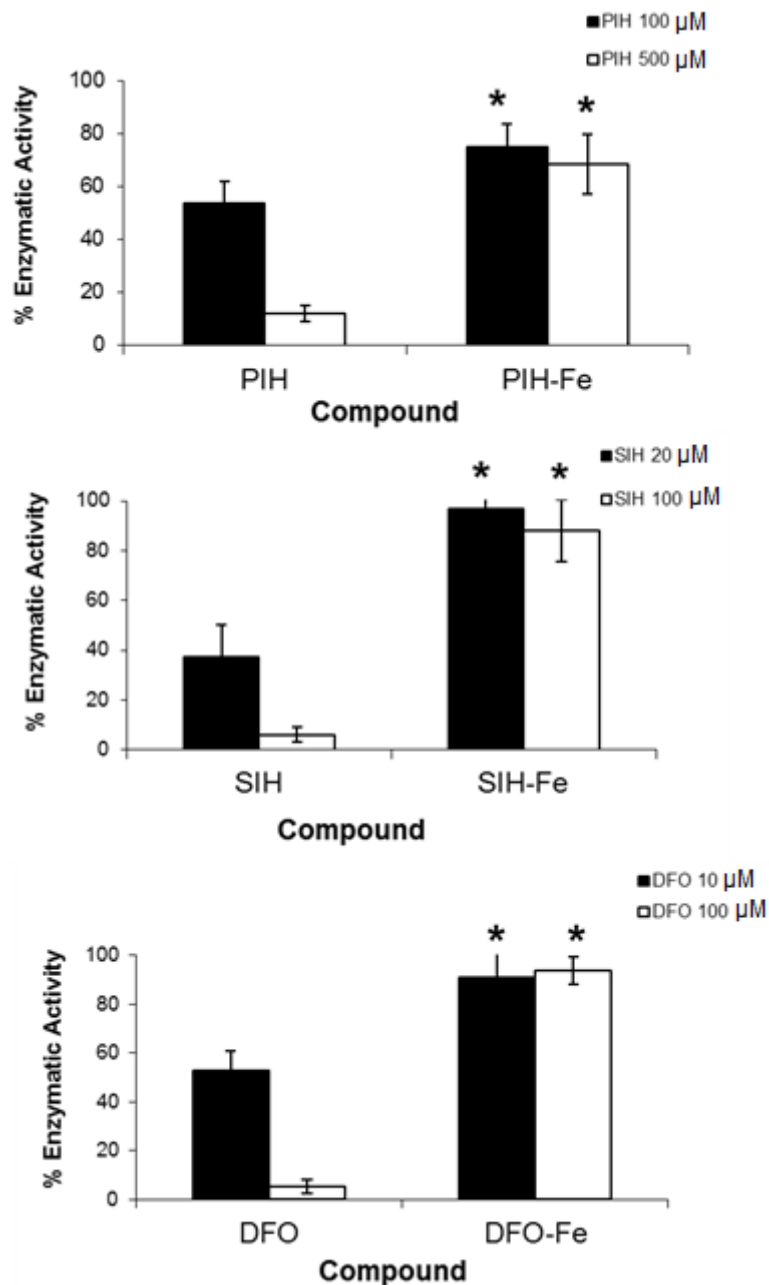 PIH 100 µM
PIH 500 µM
100
80
60
40
20
0
% Enzymatic Activity
* *
PIH PIH-Fe
Compound
SIH 20 µM
SIH 100 µM
100
80
60
40
20
0
% Enzymatic Activity
* *
SIH SIH-Fe
Compound
DFO 10 µM
DFO 100 µM
100
80
60
40
20
0
% Enzymatic Activity
* *
DFO DFO-Fe
Compound